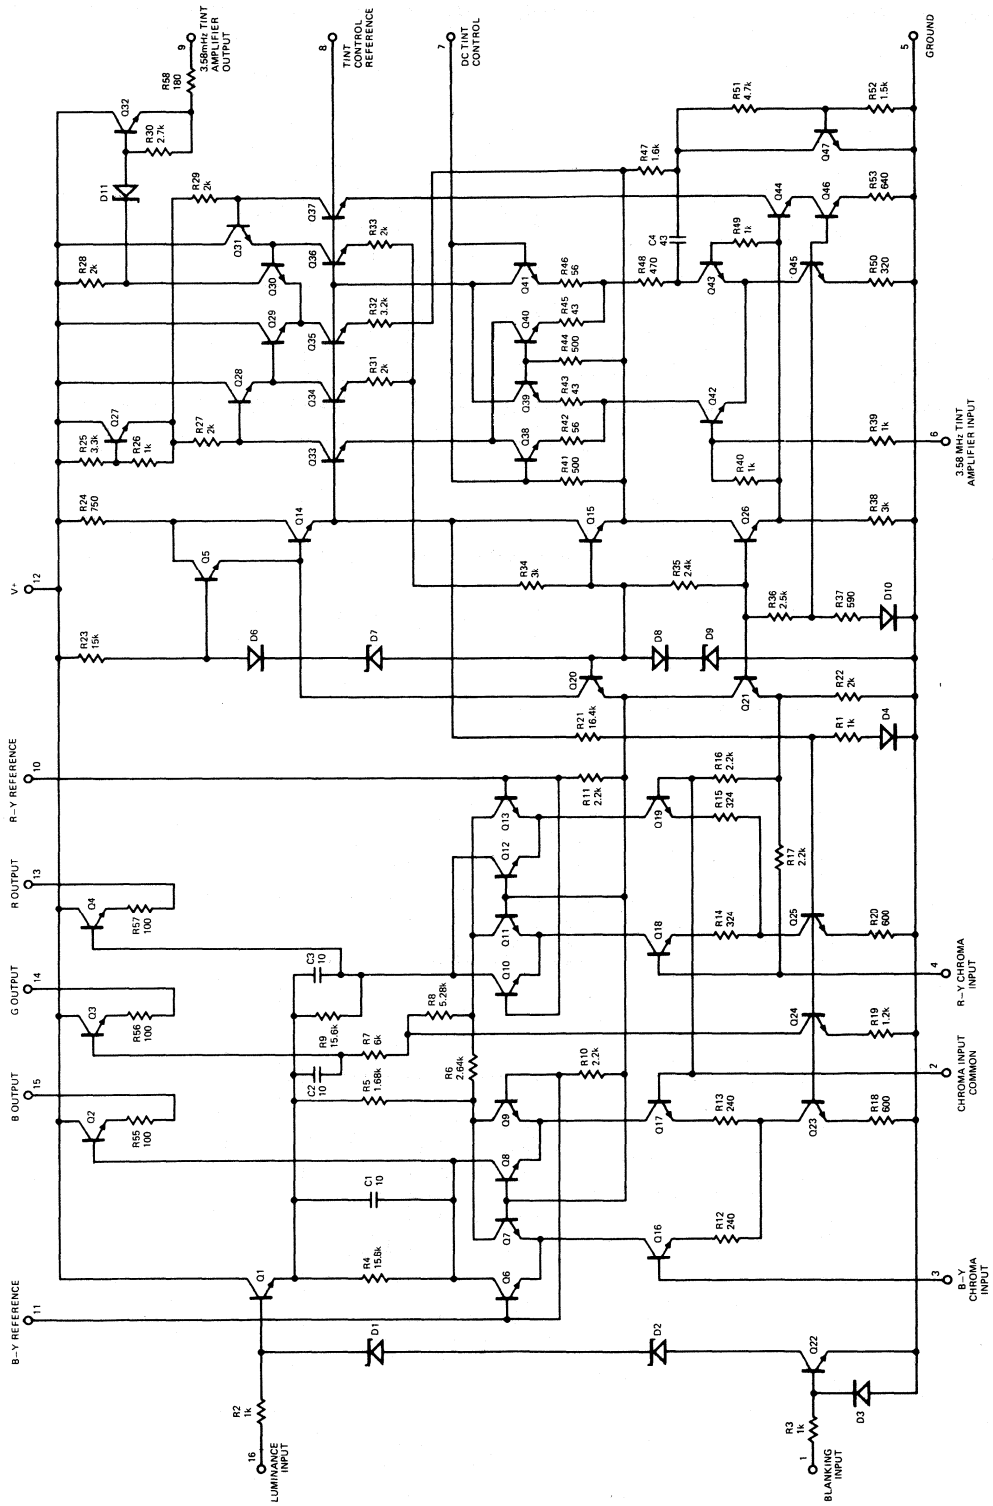 V+
12
R–Y REFERENCE
10
R OUTPUT
13
G OUTPUT
14
B OUTPUT
15
B–Y REFERENCE
11
9
3.58mHz TINT
AMPLIFIER
OUTPUT
8
TINT
CONTROL
REFERENCE
7
DC TINT
CONTROL
5
GROUND
6
3.58 MHz TINT
AMPLIFIER INPUT
4
R–Y CHROMA
INPUT
2
CHROMA INPUT
COMMON
3
B–Y
CHROMA
INPUT
16
LUMINANCE
INPUT
1
BLANKING
INPUT
R58
180
Q32
R30
2.7k
D11
R29
2k
R28
2k
Q31
Q30
Q29
Q28
Q27
R25
3.3k
R26
1k
R27
2k
R24
750
Q37
Q36
Q35
Q34
Q33
R33
2k
R32
3.2k
R31
2k
Q14
Q5
R23
15k
D6
D7
Q4
R57
100
Q3
R56
100
Q2
R55
100
C3
10
R9
15.6k
C2
10
R7
6k
R8
5.28k
R5
1.68k
R6
2.64k
C1
10
R4
15.6k
Q1
R2
1k
D1
D2
Q41
R46
56
Q40
R45
43
R44
500
Q39
R43
43
Q38
R42
56
R41
500
R47
1.6k
R51
4.7k
R52
1.5k
Q47
C4
43
R48
470
R49
1k
Q44
Q43
Q46
Q45
R53
640
R50
320
Q42
R40
1k
R39
1k
Q15
Q26
R38
3k
R34
3k
R35
2.4k
R36
2.5k
R37
590
D10
D8
D9
Q20
Q21
R22
2k
R21
16.4k
R1
1k
D4
R11
2.2k
R16
2.2k
R15
324
R17
2.2k
Q13
Q12
Q11
Q10
Q19
Q18
R14
324
Q25
R20
600
Q24
R19
1.2k
R10
2.2k
Q9
Q8
Q7
Q6
Q17
R13
240
Q23
R18
600
Q16
R12
240
Q22
D3
R3
1k